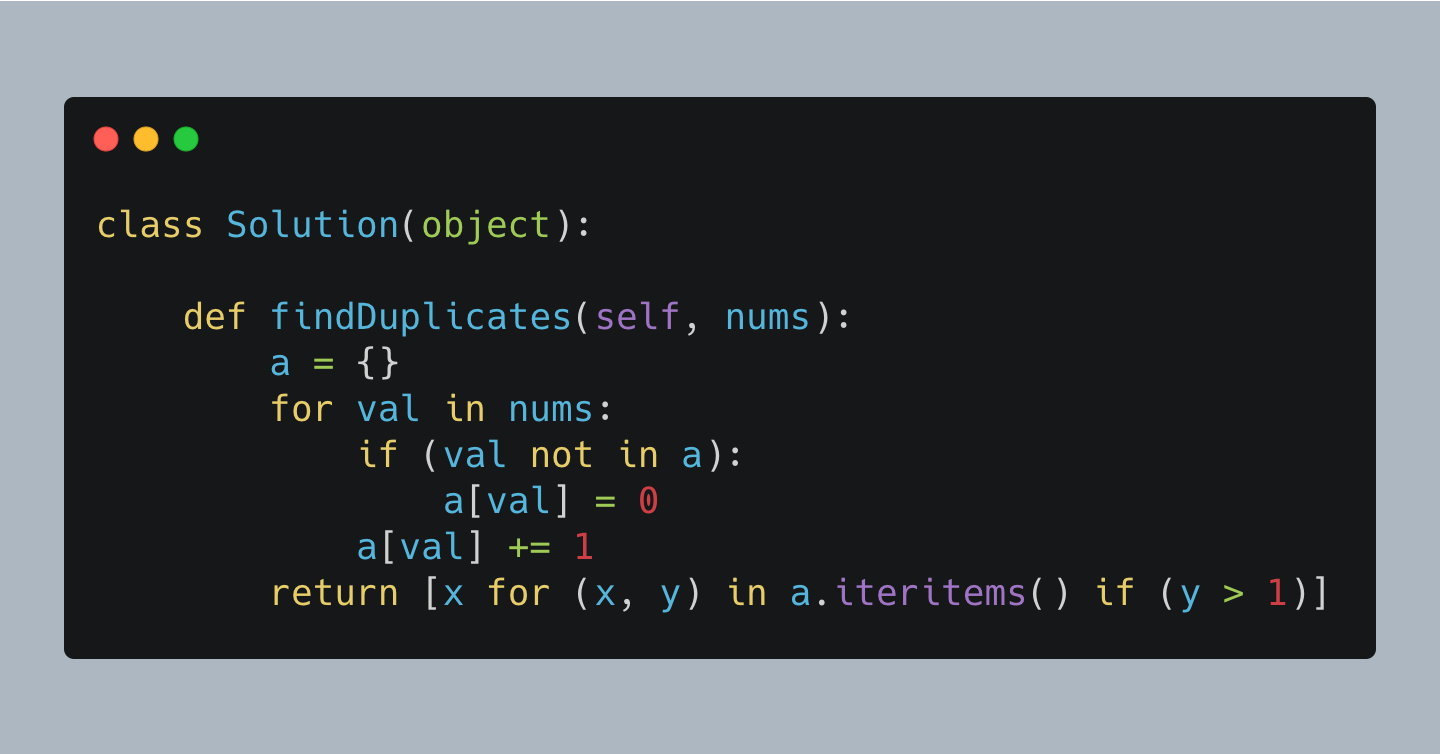 class Solution(object):

    def findDuplicates(self, nums):
        a = {}
        for val in nums:
            if (val not in a):
                a[val] = 0
            a[val] += 1
        return [x for (x, y) in a.iteritems() if (y > 1)]